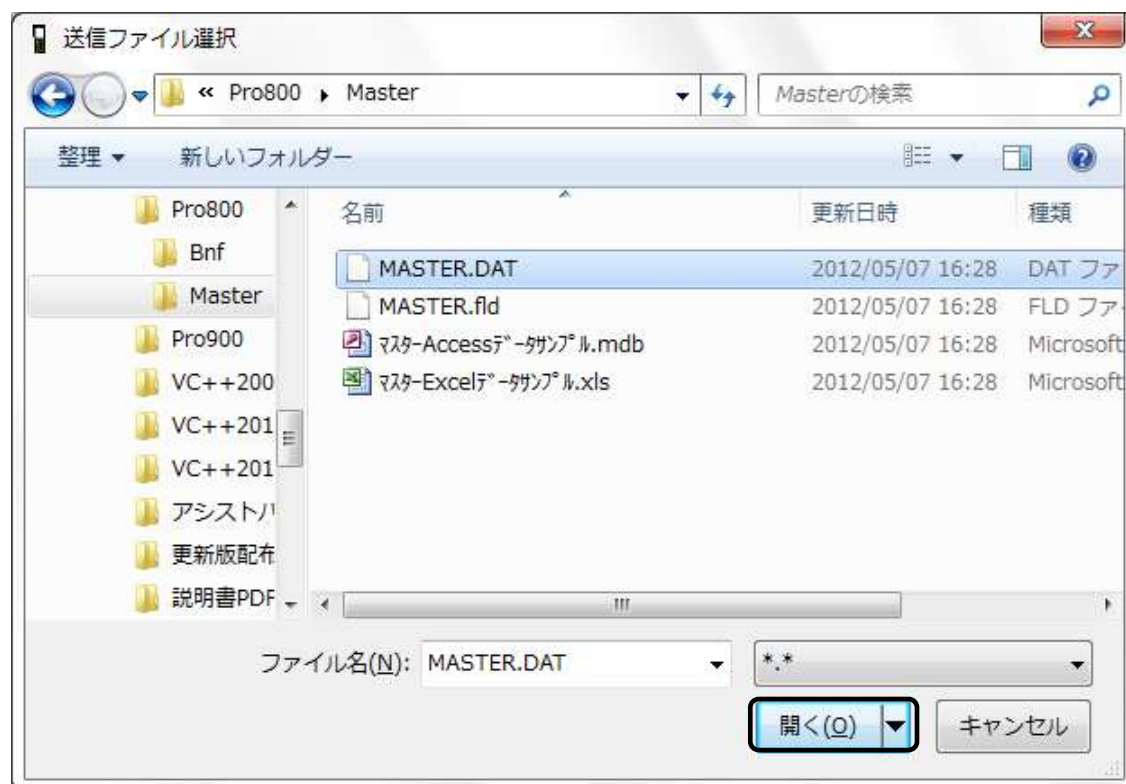 送信ファイル選択
« Pro800 ▸ Master
Masterの検索
整理 ▼ 新しいフォルダー
Pro800
Bnf
Master
Pro900
VC++200
VC++201
VC++201
アシストバ
更新版配布
説明書PDF
名前 更新日時 種類
MASTER.DAT 2012/05/07 16:28 DAT ファ
MASTER.fld 2012/05/07 16:28 FLD ファ
ﾏｽﾀｰAccessﾃﾞｰﾀｻﾝﾌﾟﾙ.mdb 2012/05/07 16:28 Microsoft
ﾏｽﾀｰExcelﾃﾞｰﾀｻﾝﾌﾟﾙ.xls 2012/05/07 16:28 Microsoft
ファイル名(N): MASTER.DAT *.*
開く(O) キャンセル